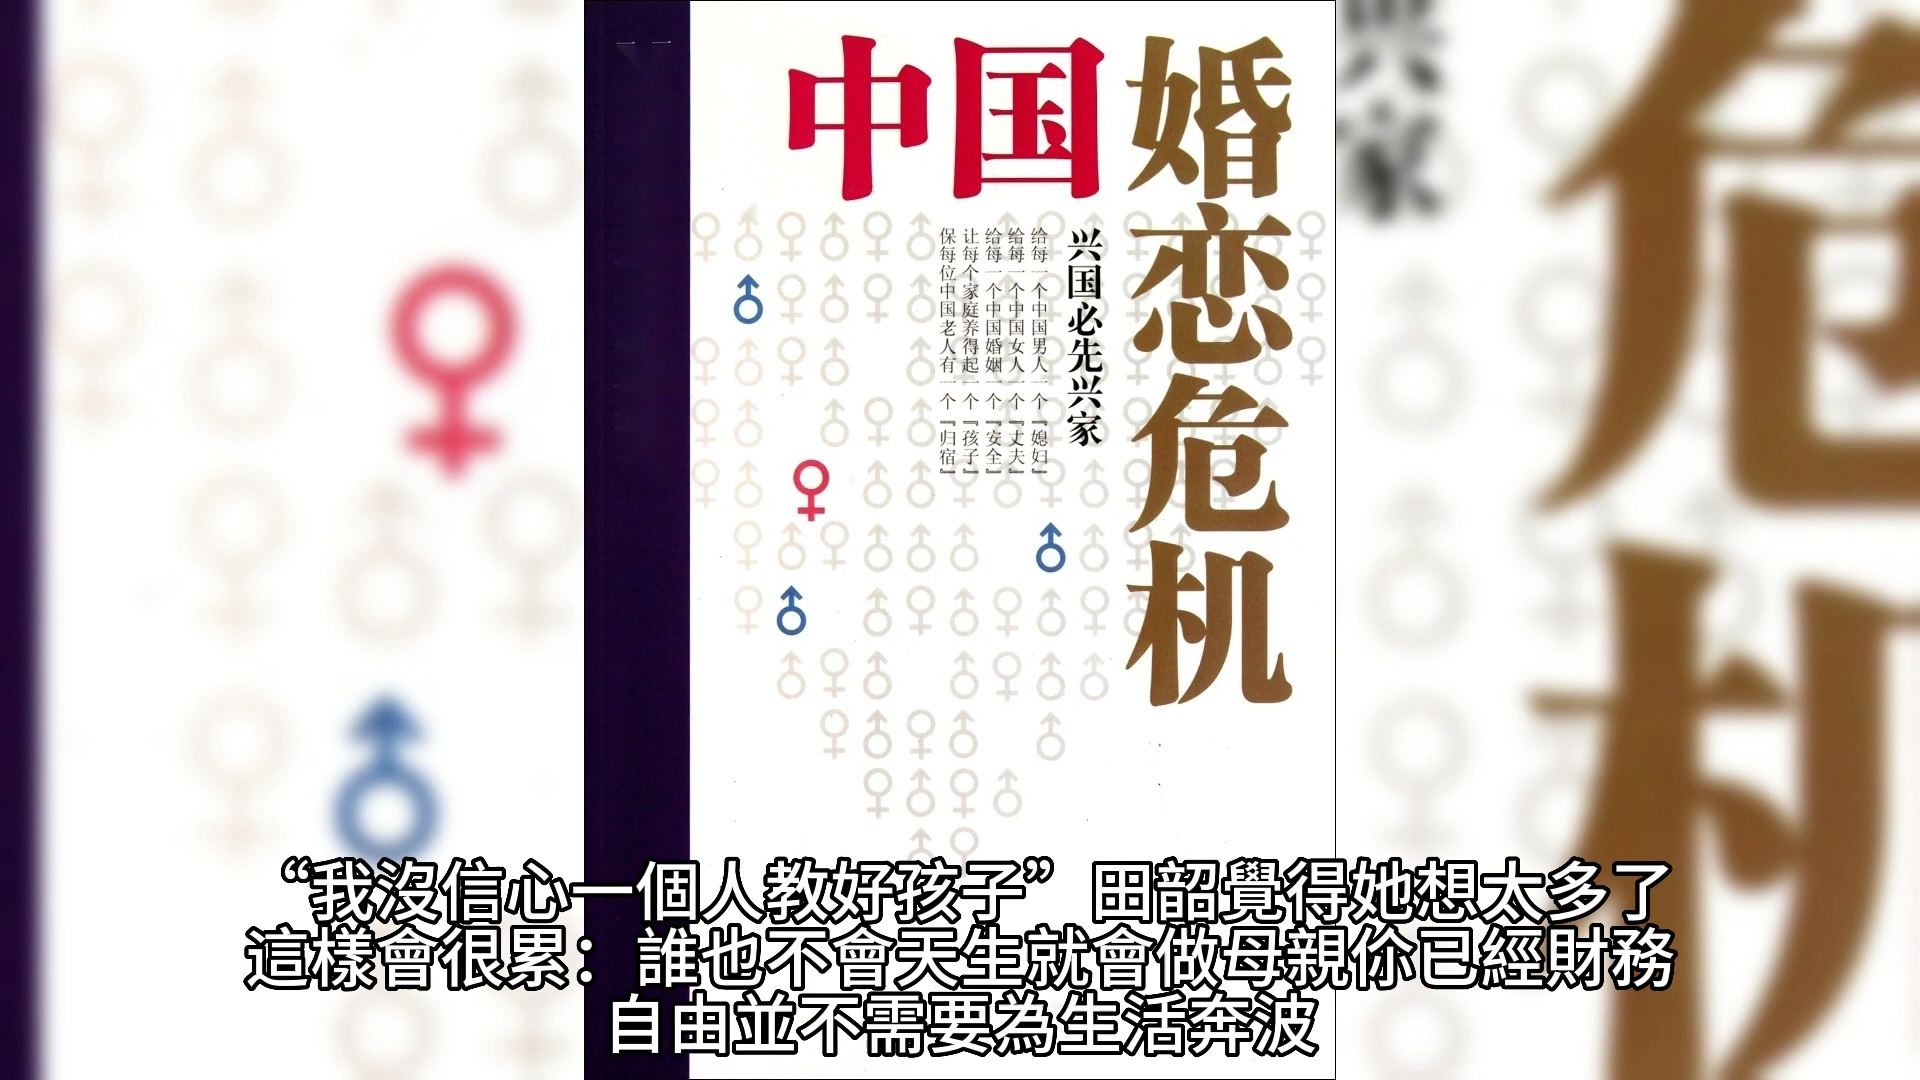 中国
婚恋危机
兴国必先兴家
给每一个中国男人一个『媳妇』
给每一个中国女人一个『丈夫』
给每一个中国婚姻一个『安全』
让每个家庭养得起一个『孩子』
保每位中国老人有一个『归宿』
“我沒信心一個人教好孩子”田韶覺得她想太多了
這樣會很累：誰也不會天生就會做母親你已經財務
自由並不需要為生活奔波